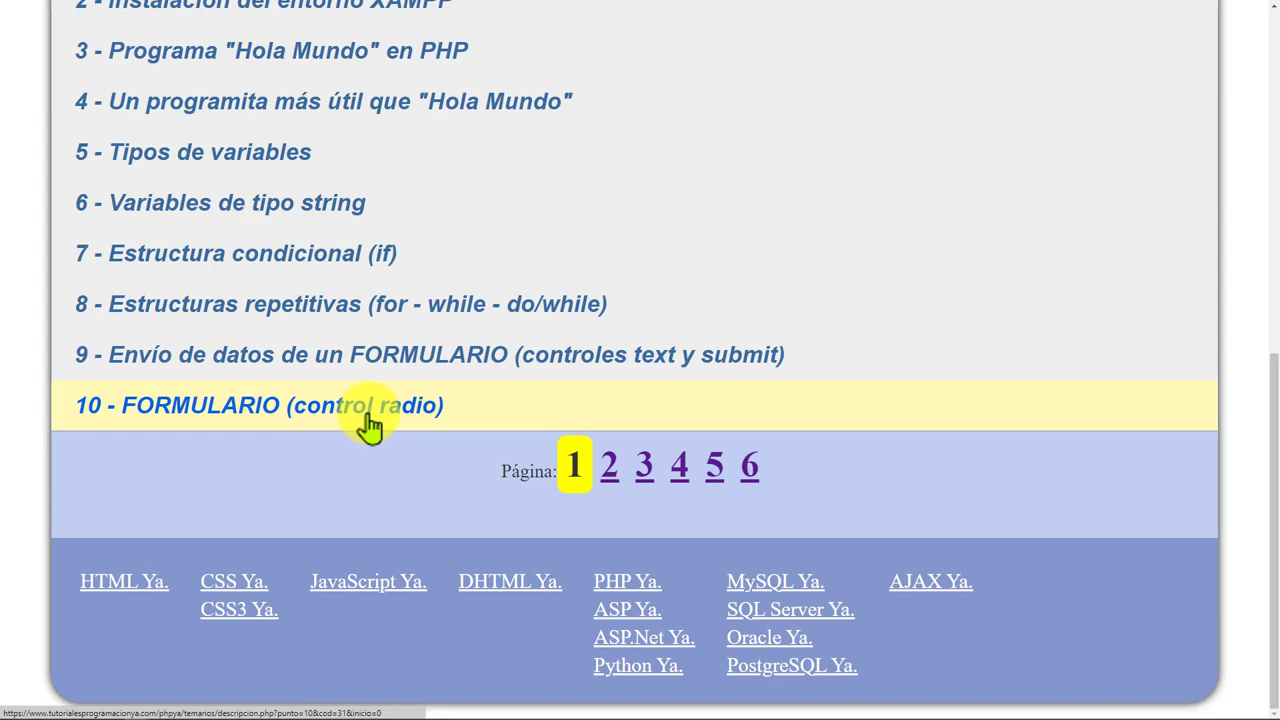 2 - Instalación del entorno XAMPP
3 - Programa "Hola Mundo" en PHP
4 - Un programita más útil que "Hola Mundo"
5 - Tipos de variables
6 - Variables de tipo string
7 - Estructura condicional (if)
8 - Estructuras repetitivas (for - while - do/while)
9 - Envío de datos de un FORMULARIO (controles text y submit)
10 - FORMULARIO (control radio)
Página: 1 2 3 4 5 6
HTML Ya. CSS Ya. JavaScript Ya. DHTML Ya. PHP Ya. MySQL Ya. AJAX Ya.
CSS3 Ya. ASP Ya. SQL Server Ya.
ASP.Net Ya. Oracle Ya.
Python Ya. PostgreSQL Ya.
https://www.tutorialesprogramacionya.com/phpya/temarios/descripcion.php?punto=10&cod=31&inicio=0